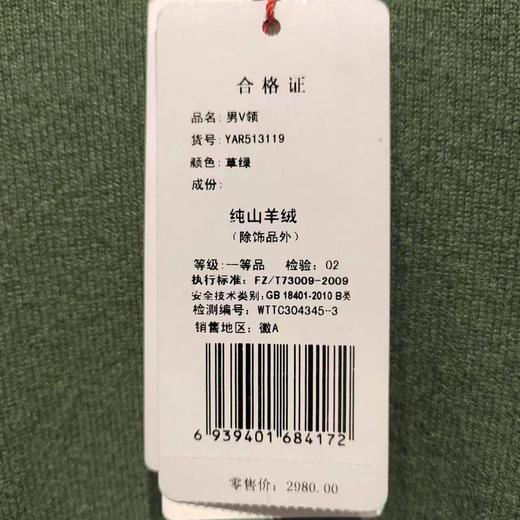 合格证
品名: 男V领
货号: YAR513119
颜色: 草绿
成份:
纯山羊绒
(除饰品外)
等级:一等品 检验: 02
执行标准: FZ/T73009-2009
安全技术类别: GB 18401-2010 B类
检测编号: WTTC304345-3
销售地区: 徽A
6 939401 684172
零售价: 2980.00